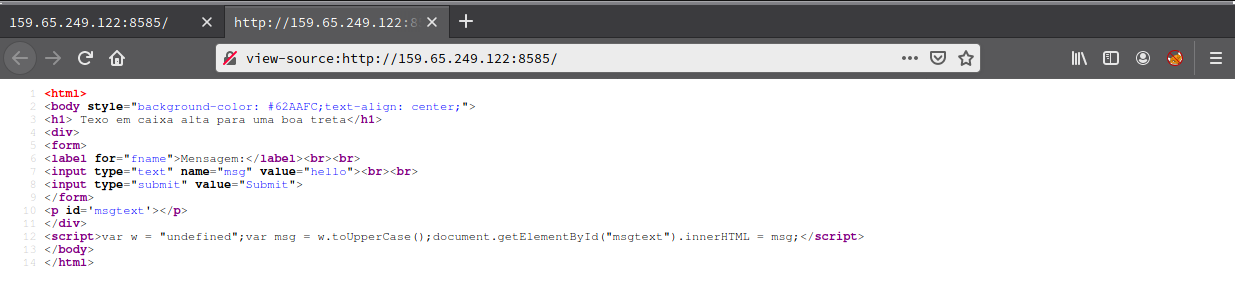 159.65.249.122:8585/
http://159.65.249.122:8
view-source:http://159.65.249.122:8585/
1 <html>
2 <body style="background-color: #62AAFC;text-align: center;">
3 <h1> Texo em caixa alta para uma boa treta</h1>
4 <div>
5 <form>
6 <label for="fname">Mensagem:</label><br><br>
7 <input type="text" name="msg" value="hello"><br><br>
8 <input type="submit" value="Submit">
9 </form>
10 <p id='msgtext'></p>
11 </div>
12 <script>var w = "undefined";var msg = w.toUpperCase();document.getElementById("msgtext").innerHTML = msg;</script>
13 </body>
14 </html>